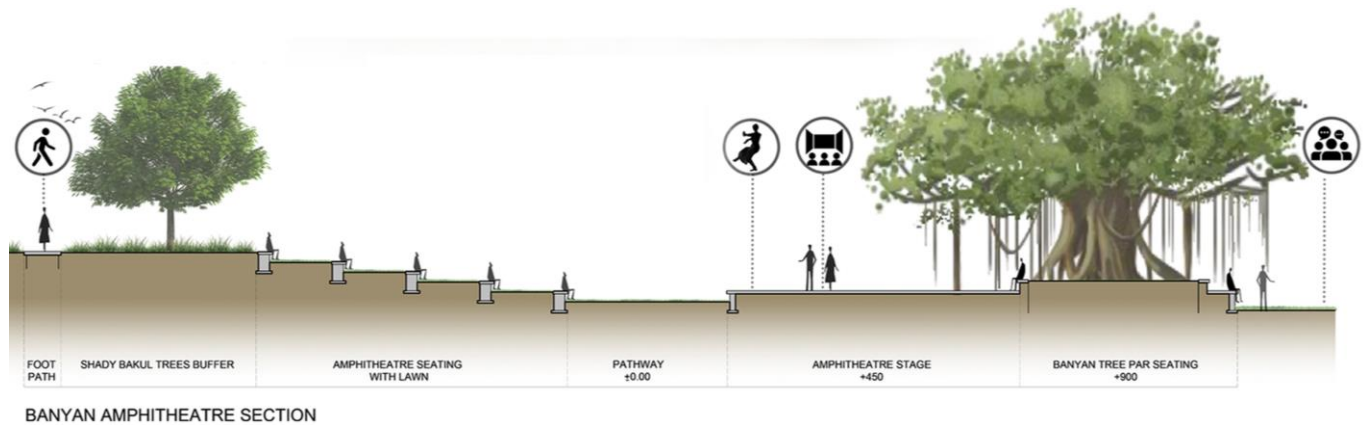 FOOT
PATH
SHADY BAKUL TREES BUFFER
AMPHITHEATRE SEATING
WITH LAWN
PATHWAY
±0.00
AMPHITHEATRE STAGE
+450
BANYAN TREE PAR SEATING
+900
BANYAN AMPHITHEATRE SECTION